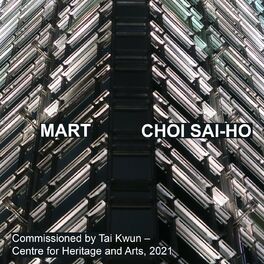 MART CHOI SAI-HO
Commissioned by Tai Kwun –
Centre for Heritage and Arts, 2021